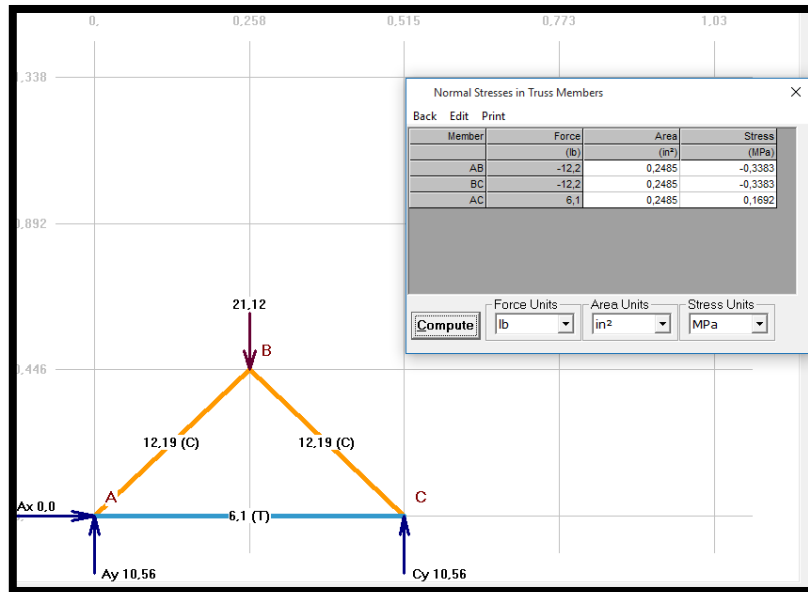 0, 0,258 0,515 0,773 1,03
,338
Normal Stresses in Truss Members
Back Edit Print
Member Force Area Stress
(lb) (in²) (MPa)
AB -12,2 0,2485 -0,3383
BC -12,2 0,2485 -0,3383
AC 6,1 0,2485 0,1692
0,892
Force Units Area Units Stress Units
Compute lb in² MPa
21,12
B
0,446
12,19 (C) 12,19 (C)
A C
Ax 0,0
6,1 (T)
Ay 10,56 Cy 10,56